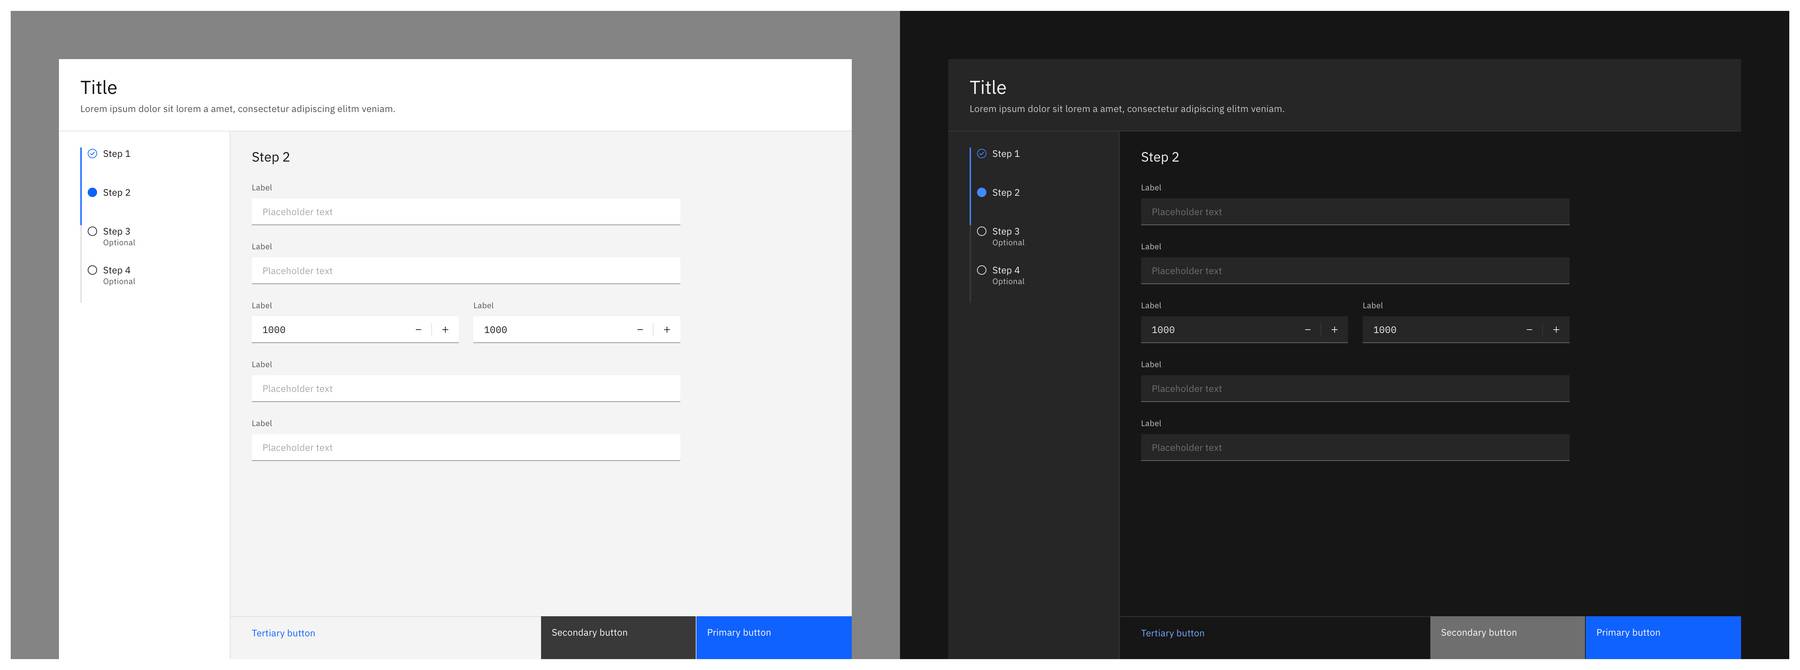 Title
Lorem ipsum dolor sit lorem a amet, consectetur adipiscing elitm veniam.
Step 1
Step 2
Step 3
Optional
Step 4
Optional
Step 2
Label
Placeholder text
Label
Placeholder text
Label Label
1000 1000
Label
Placeholder text
Label
Placeholder text
Tertiary button Secondary button Primary button
Title
Lorem ipsum dolor sit lorem a amet, consectetur adipiscing elitm veniam.
Step 1
Step 2
Step 3
Optional
Step 4
Optional
Step 2
Label
Placeholder text
Label
Placeholder text
Label Label
1000 1000
Label
Placeholder text
Label
Placeholder text
Tertiary button Secondary button Primary button